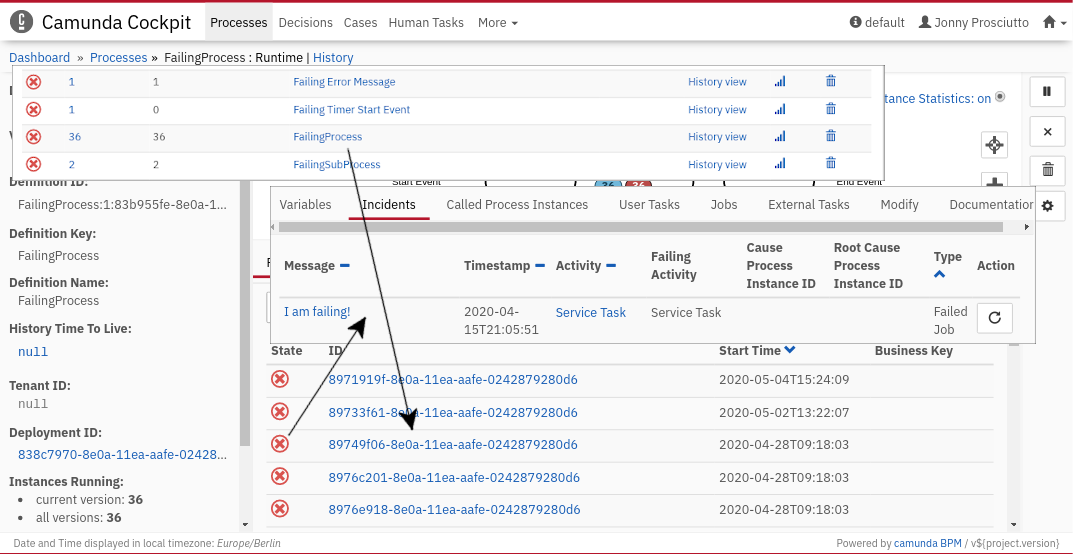 Camunda Cockpit Processes Decisions Cases Human Tasks More default Jonny Prosciutto
Dashboard » Processes » FailingProcess : Runtime | History
1 1 Failing Error Message History view
1 0 Failing Timer Start Event History view
36 36 FailingProcess History view
2 2 FailingSubProcess History view
tance Statistics: on
Definition ID:
FailingProcess:1:83b955fe-8e0a-1...
Definition Key:
FailingProcess
Definition Name:
FailingProcess
History Time To Live:
null
Tenant ID:
null
Deployment ID:
838c7970-8e0a-11ea-aafe-02428...
Instances Running:
current version: 36
all versions: 36
Start Event 36 36 End Event
Variables Incidents Called Process Instances User Tasks Jobs External Tasks Modify Documentation
Message Timestamp Activity Failing Activity Cause Process Instance ID Root Cause Process Instance ID Type Action
I am failing! 2020-04-15T21:05:51 Service Task Service Task Failed Job
State ID Start Time Business Key
8971919f-8e0a-11ea-aafe-0242879280d6 2020-05-04T15:24:09
89733f61-8e0a-11ea-aafe-0242879280d6 2020-05-02T13:22:07
89749f06-8e0a-11ea-aafe-0242879280d6 2020-04-28T09:18:03
8976c201-8e0a-11ea-aafe-0242879280d6 2020-04-28T09:18:03
8976e918-8e0a-11ea-aafe-0242879280d6 2020-04-28T09:18:03
Date and Time displayed in local timezone: Europe/Berlin
Powered by camunda BPM / v${project.version}